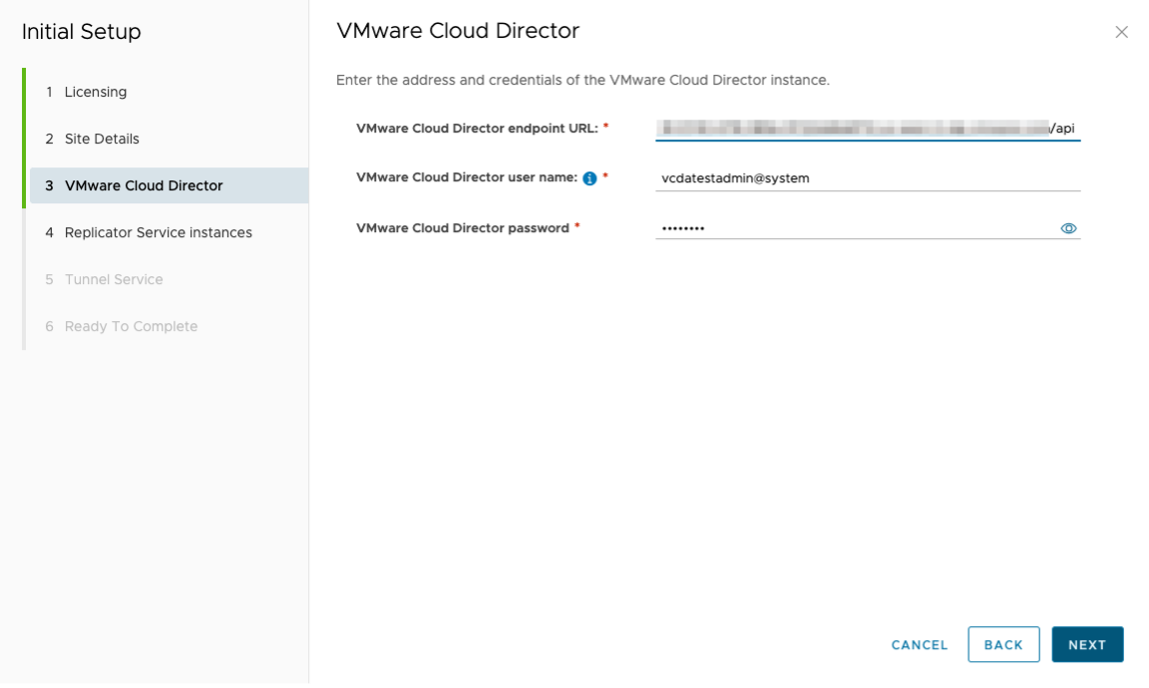 Initial Setup
1 Licensing
2 Site Details
3 VMware Cloud Director
4 Replicator Service instances
5 Tunnel Service
6 Ready To Complete
VMware Cloud Director
Enter the address and credentials of the VMware Cloud Director instance.
VMware Cloud Director endpoint URL: * /api
VMware Cloud Director user name: * vcdatestadmin@system
VMware Cloud Director password * ••••••••
CANCEL BACK NEXT